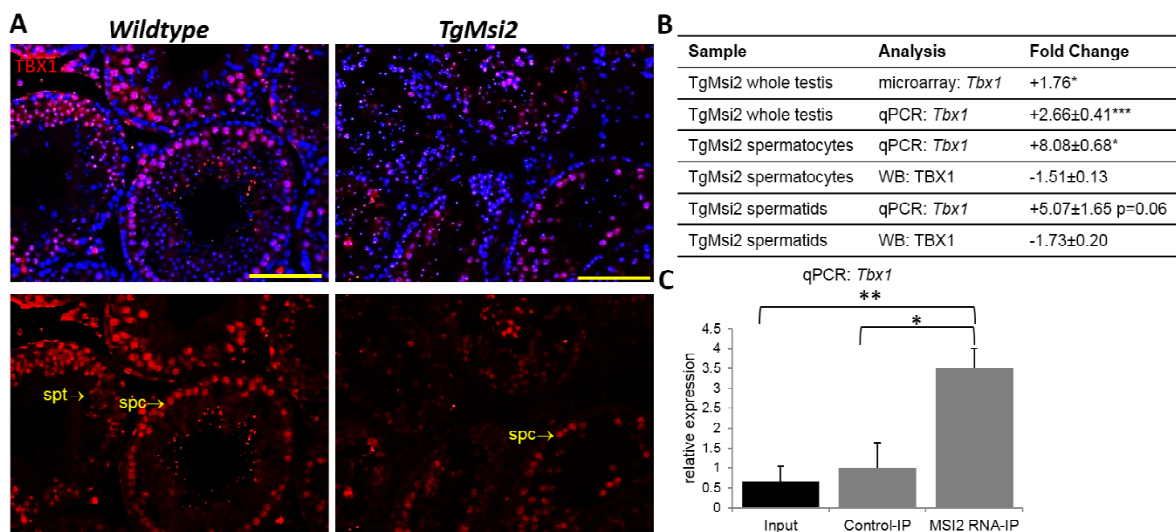 A
Wildtype
TgMsi2
TBX1
spt→
spc→
spc→
B
Sample Analysis Fold Change
TgMsi2 whole testis microarray: Tbx1 +1.76*
TgMsi2 whole testis qPCR: Tbx1 +2.66±0.41***
TgMsi2 spermatocytes qPCR: Tbx1 +8.08±0.68*
TgMsi2 spermatocytes WB: TBX1 -1.51±0.13
TgMsi2 spermatids qPCR: Tbx1 +5.07±1.65 p=0.06
TgMsi2 spermatids WB: TBX1 -1.73±0.20
C
qPCR: Tbx1
**
*
relative expression
4.5
4
3.5
3
2.5
2
1.5
1
0.5
0
Input Control-IP MSI2 RNA-IP